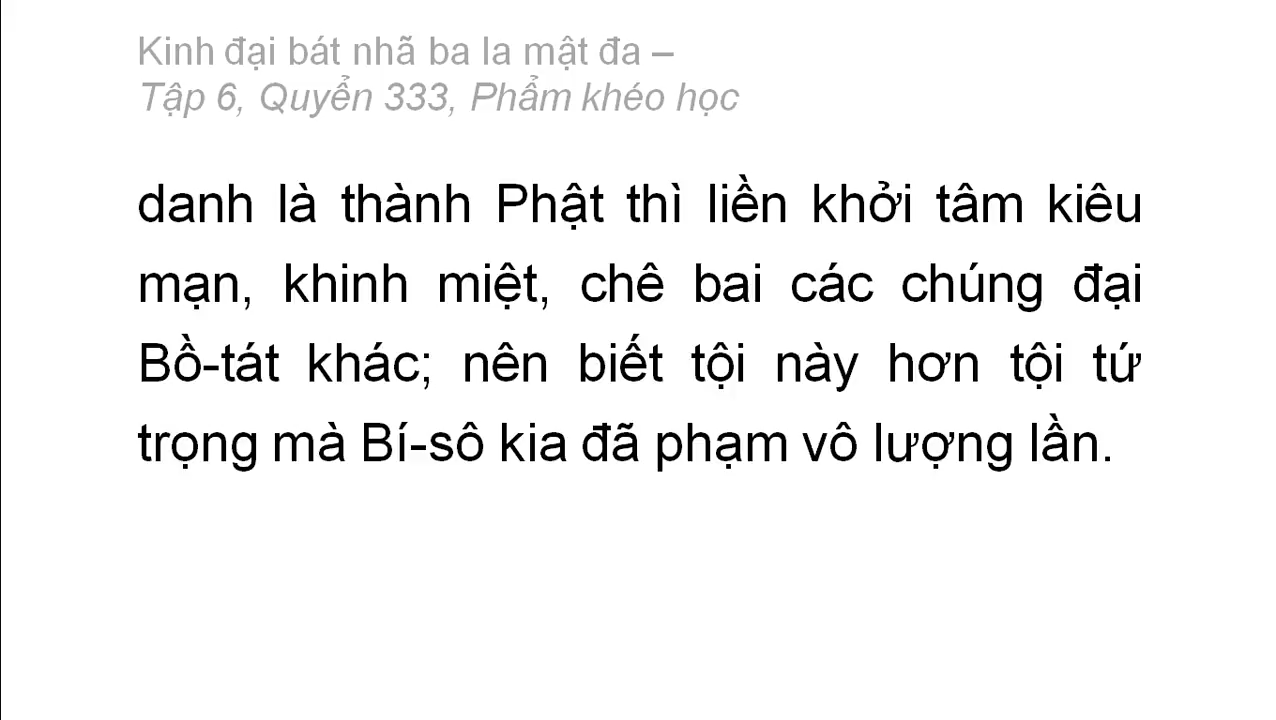 Kinh đại bát nhã ba la mật đa –
Tập 6, Quyển 333, Phẩm khéo học
danh là thành Phật thì liền khởi tâm kiêu
mạn, khinh miệt, chê bai các chúng đại
Bồ-tát khác; nên biết tội này hơn tội tứ
trọng mà Bí-sô kia đã phạm vô lượng lần.